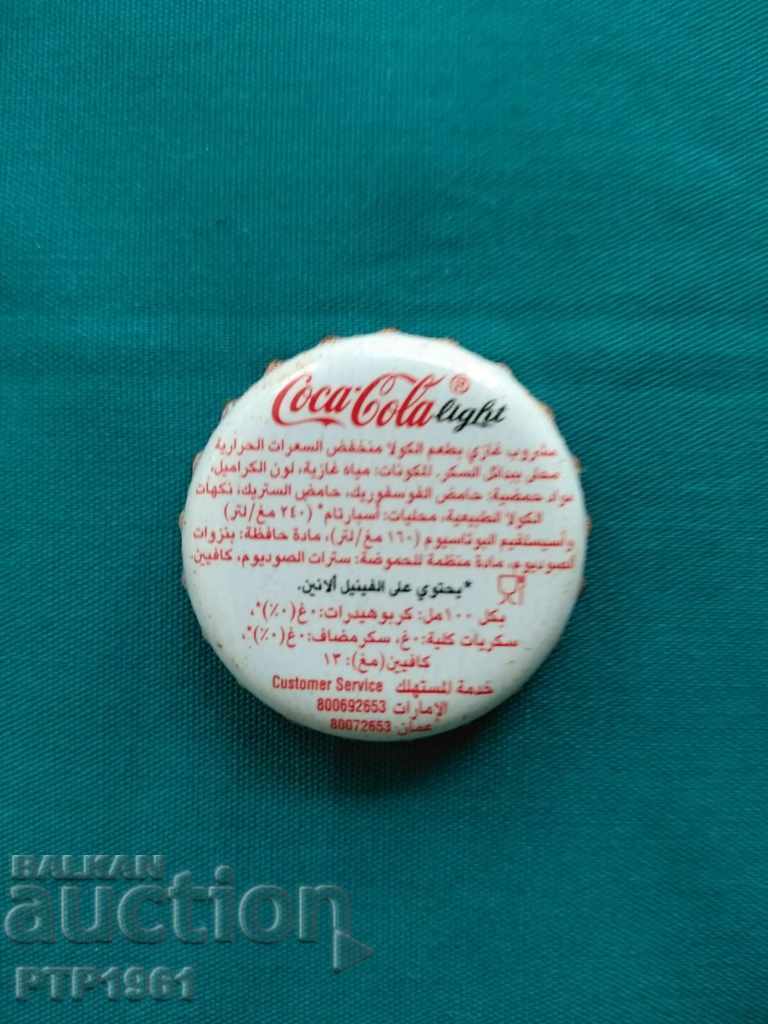 Coca-Cola® light
مشروب غازي بطعم الكولا منخفض السعرات الحرارية
محلى ببدائل السكر. المكونات: مياه غازية، لون الكراميل،
مواد حمضية: حامض الفوسفوريك، حامض الستريك، نكهات
الكولا الطبيعية، محليات: أسبارتام* (٢٤٠ مغ/لتر)
وأسيسلفيم البوتاسيوم (١٦٠ مغ/لتر)، مادة حافظة: بنزوات
الصوديوم، مادة منظمة للحموضة: سترات الصوديوم، كافيين.
*يحتوي على الفينيل ألانين.
بكل ١٠٠مل: كربوهيدرات:٠غ(٠٪)*،
سكريات كلية:٠غ، سكرمضاف:٠غ(٠٪)*،
كافيين(مغ): ١٣
خدمة المستهلك Customer Service
الإمارات 800692653
عمان 80072653
BALKAN
auction
PTP1961